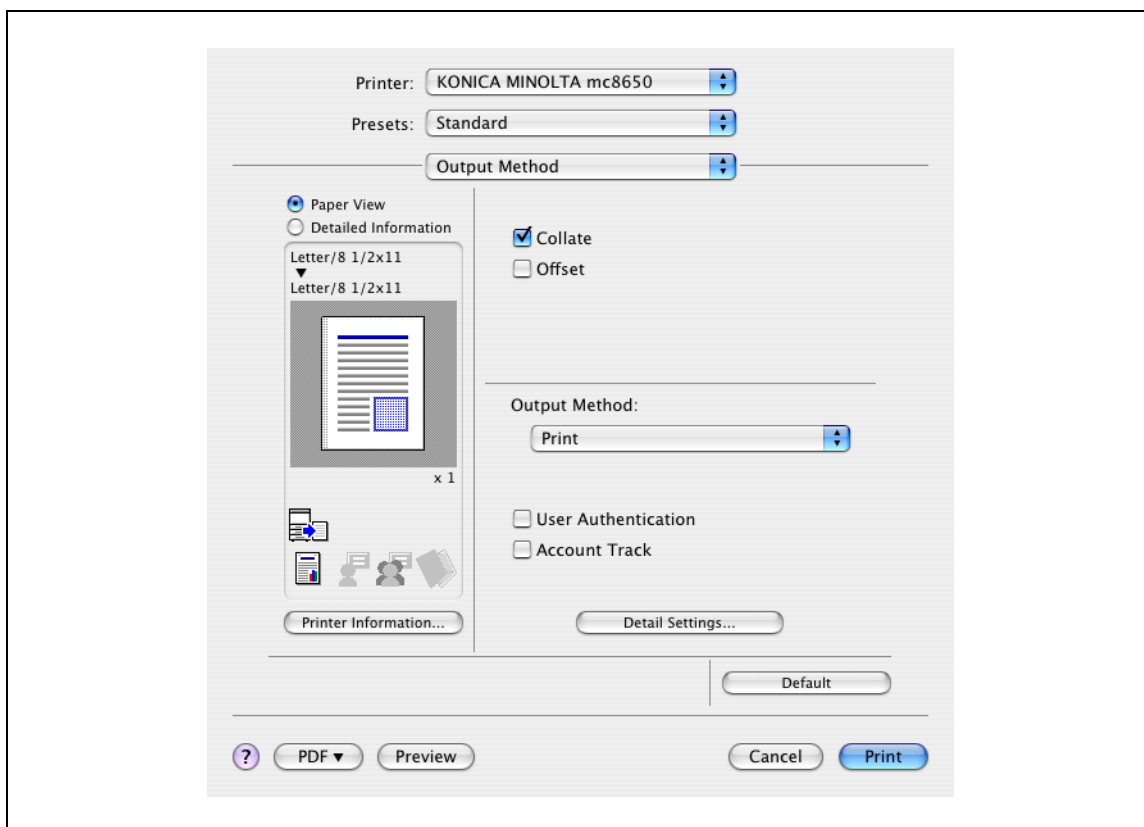 Printer: KONICA MINOLTA mc8650
Presets: Standard
Output Method
Paper View
Detailed Information
Letter/8 1/2x11
Letter/8 1/2x11
x 1
Printer Information...
Collate
Offset
Output Method:
Print
User Authentication
Account Track
Detail Settings...
Default
? PDF Preview Cancel Print